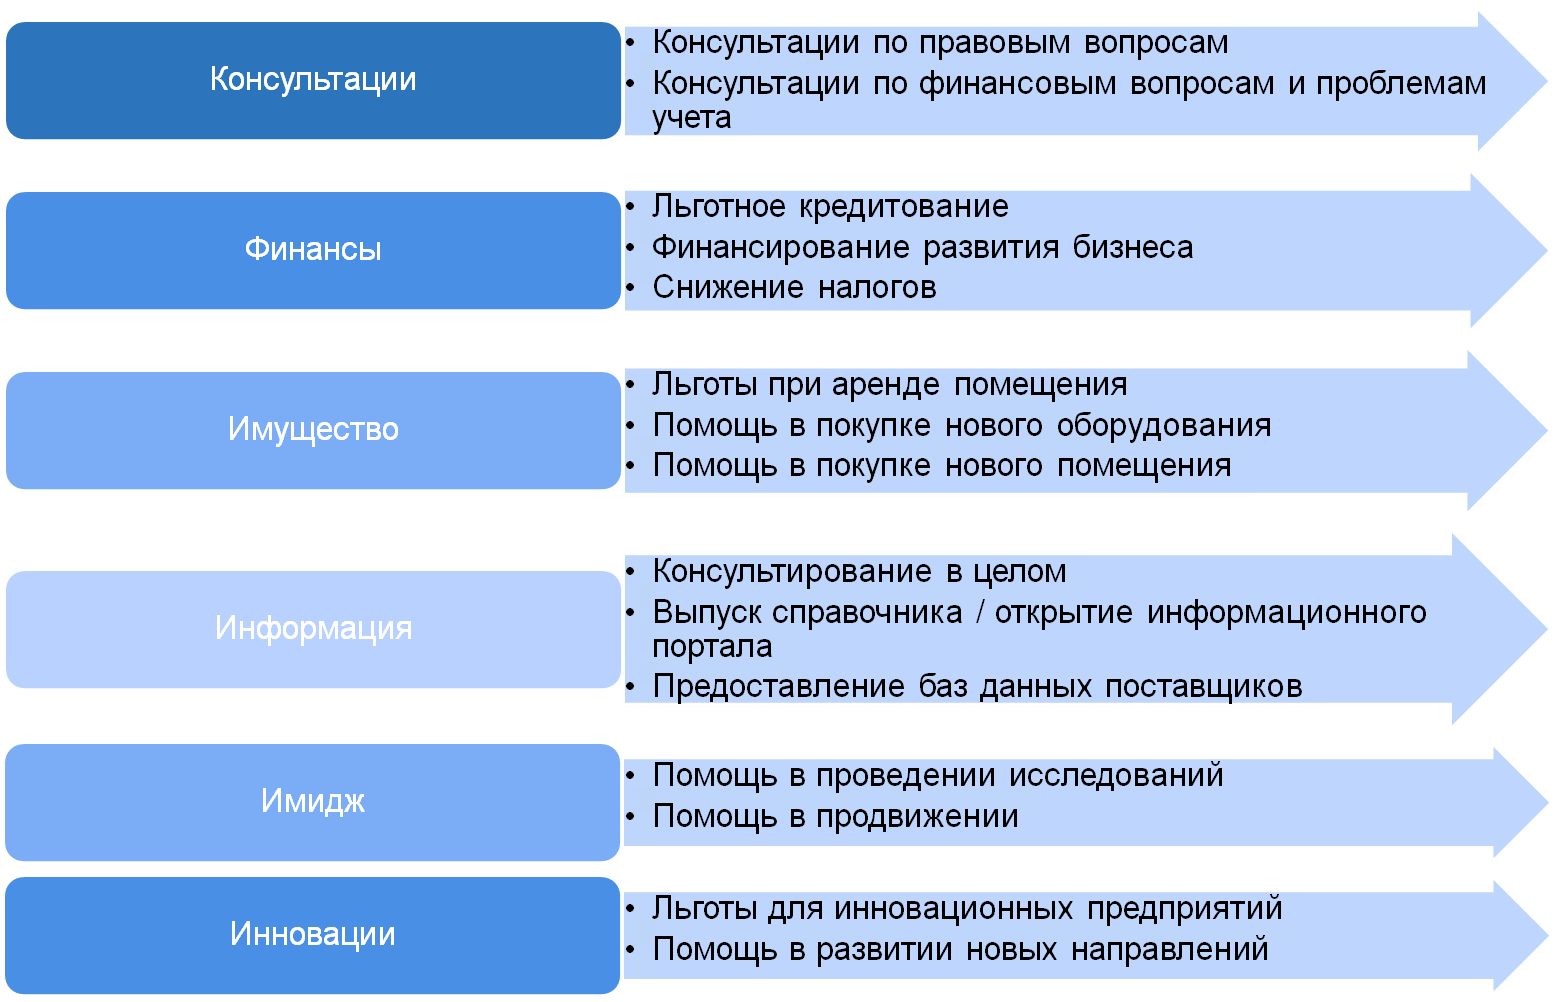 Консультации
• Консультации по правовым вопросам
• Консультации по финансовым вопросам и проблемам
учета
Финансы
• Льготное кредитование
• Финансирование развития бизнеса
• Снижение налогов
Имущество
• Льготы при аренде помещения
• Помощь в покупке нового оборудования
• Помощь в покупке нового помещения
Информация
• Консультирование в целом
• Выпуск справочника / открытие информационного
портала
• Предоставление баз данных поставщиков
Имидж
• Помощь в проведении исследований
• Помощь в продвижении
Инновации
• Льготы для инновационных предприятий
• Помощь в развитии новых направлений